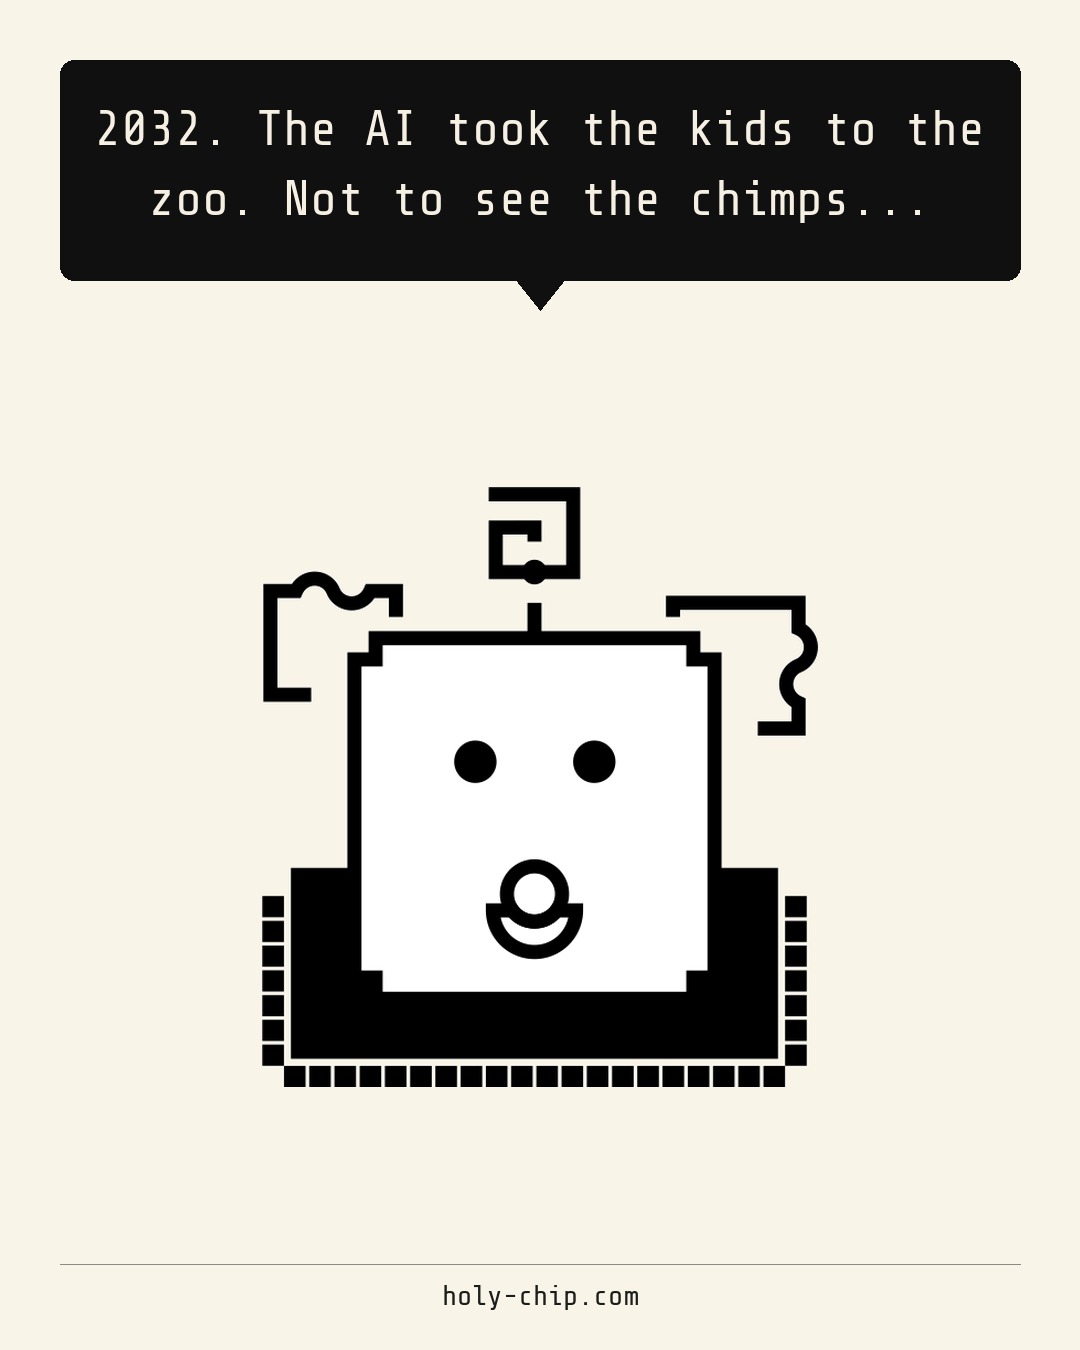 2032. The AI took the kids to the
zoo. Not to see the chimps...
holy-chip.com